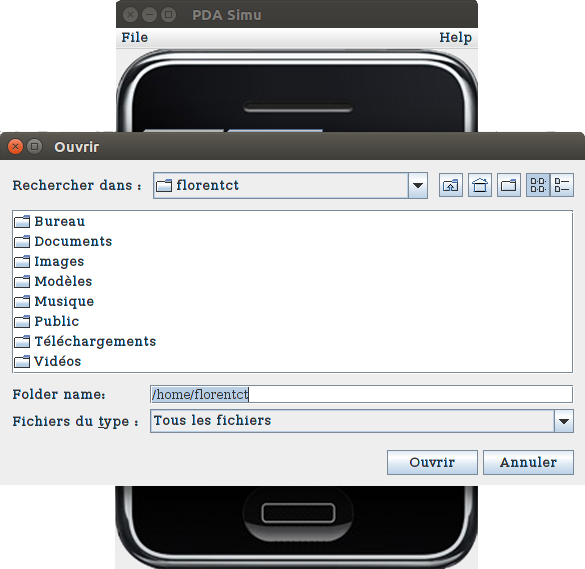 PDA Simu
File Help
Ouvrir
Rechercher dans : florentct
Bureau
Documents
Images
Modèles
Musique
Public
Téléchargements
Vidéos
Folder name: /home/florentct
Fichiers du type : Tous les fichiers
Ouvrir Annuler